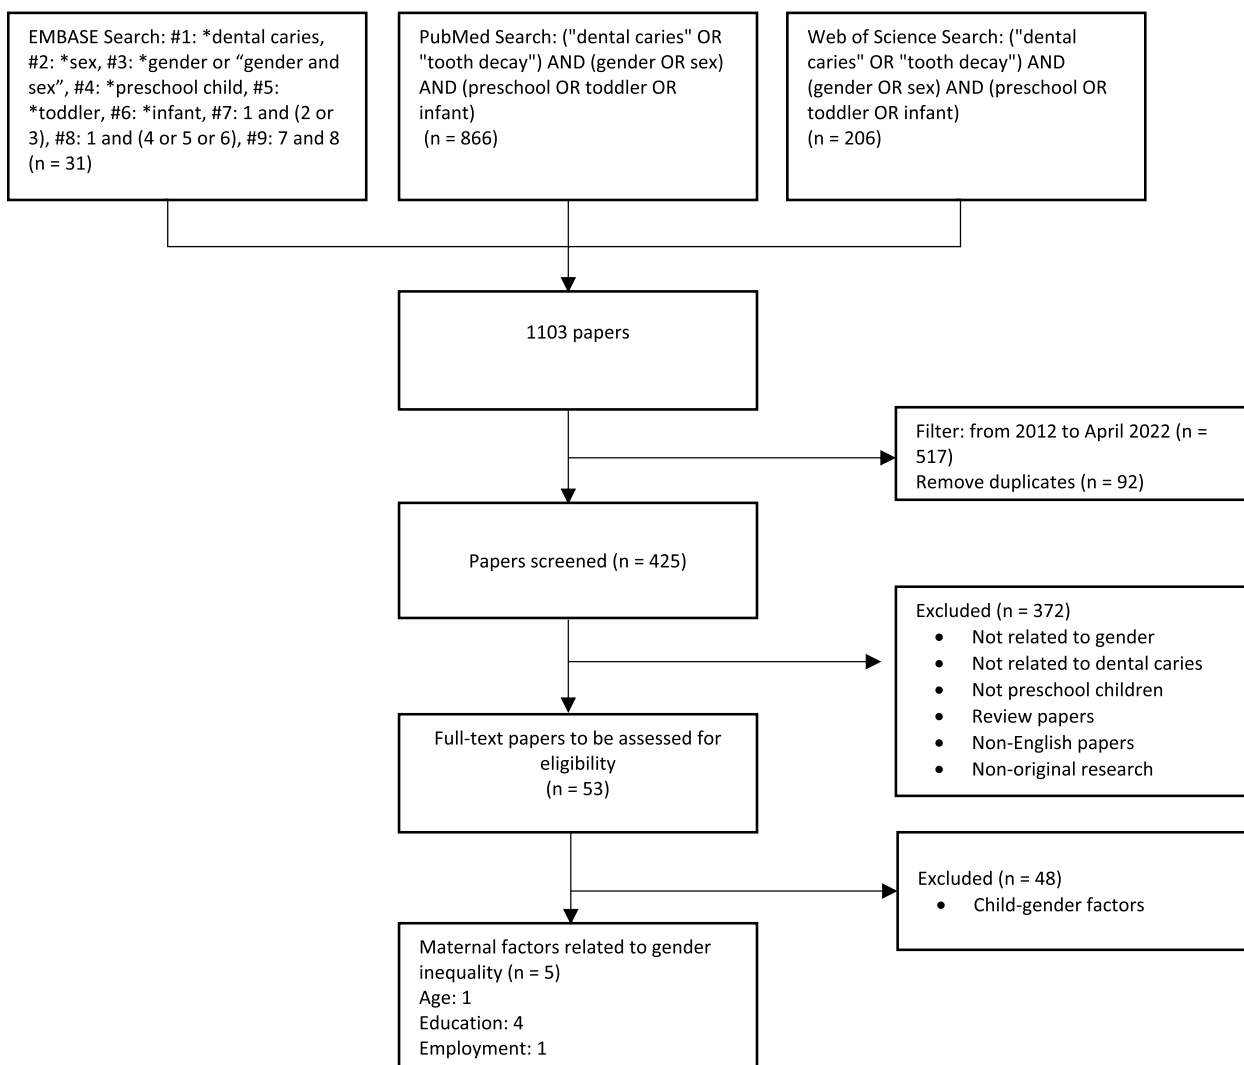 EMBASE Search: #1: *dental caries,
#2: *sex, #3: *gender or “gender and
sex”, #4: *preschool child, #5:
*toddler, #6: *infant, #7: 1 and (2 or
3), #8: 1 and (4 or 5 or 6), #9: 7 and 8
(n = 31)
PubMed Search: ("dental caries" OR
"tooth decay") AND (gender OR sex)
AND (preschool OR toddler OR
infant)
(n = 866)
Web of Science Search: ("dental
caries" OR "tooth decay") AND
(gender OR sex) AND (preschool OR
toddler OR infant)
(n = 206)
1103 papers
Filter: from 2012 to April 2022 (n =
517)
Remove duplicates (n = 92)
Papers screened (n = 425)
Excluded (n = 372)
• Not related to gender
• Not related to dental caries
• Not preschool children
• Review papers
• Non-English papers
• Non-original research
Full-text papers to be assessed for
eligibility
(n = 53)
Excluded (n = 48)
• Child-gender factors
Maternal factors related to gender
inequality (n = 5)
Age: 1
Education: 4
Employment: 1